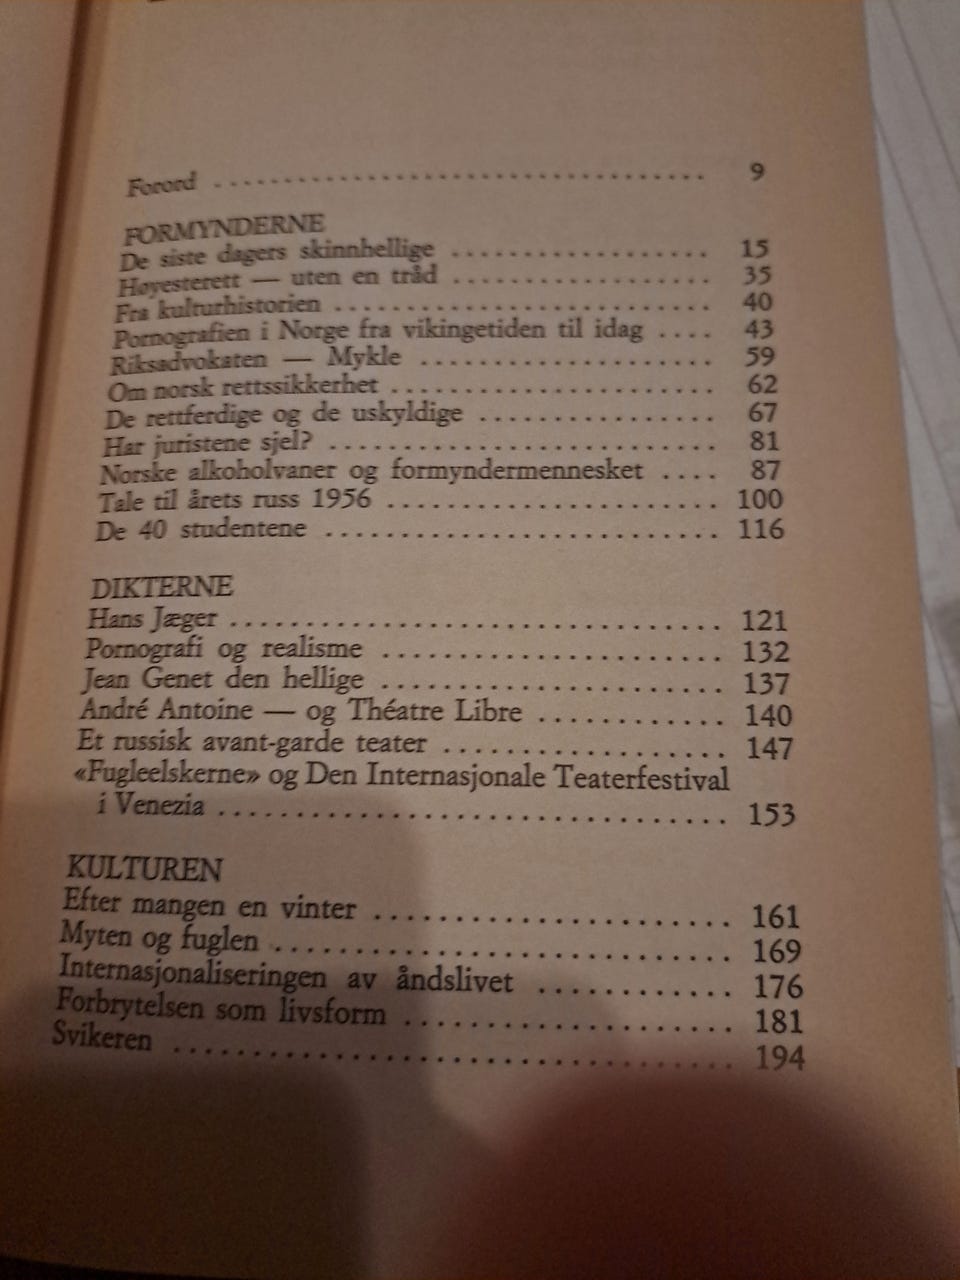 Forord ................................... 9
FORMYNDERNE
De siste dagers skinnhellige ................... 15
Høyesterett — uten en tråd ................... 35
Fra kulturhistorien ............................ 40
Pornografien i Norge fra vikingetiden til idag .... 43
Riksadvokaten — Mykle ..................... 59
Om norsk rettssikkerhet ........................ 62
De rettferdige og de uskyldige ................. 67
Har juristene sjel? ............................ 81
Norske alkoholvaner og formyndermennesket .... 87
Tale til årets russ 1956 ........................ 100
De 40 studentene ............................ 116
DIKTERNE
Hans Jæger ................................... 121
Pornografi og realisme ........................ 132
Jean Genet den hellige ........................ 137
André Antoine — og Théatre Libre ............ 140
Et russisk avant-garde teater .................. 147
«Fugleelskerne» og Den Internasjonale Teaterfestival
i Venezia .................................. 153
KULTUREN
Efter mangen en vinter ........................ 161
Myten og fuglen .............................. 169
Internasjonaliseringen av åndslivet ............ 176
Forbrytelsen som livsform ...................... 181
Svikeren ..................................... 194